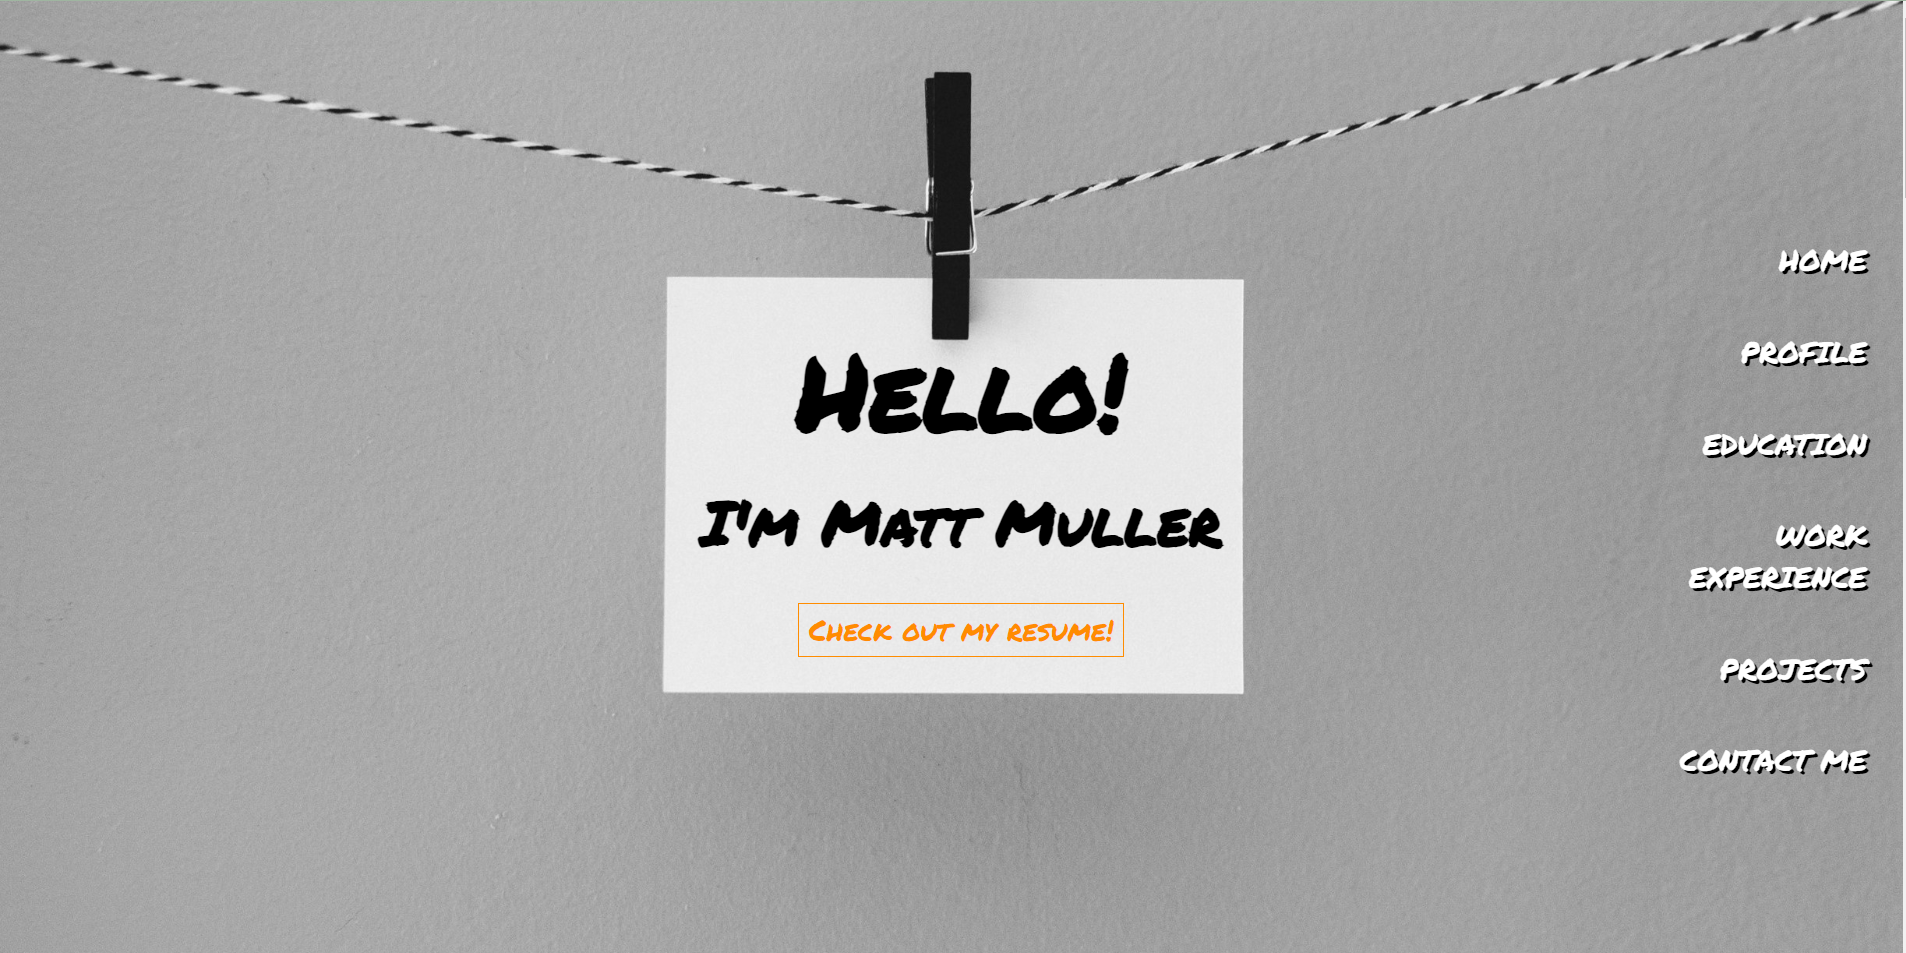 Hello!
I'm Matt Muller
Check out my resume!
HOME
PROFILE
EDUCATION
WORK
EXPERIENCE
PROJECTS
CONTACT ME